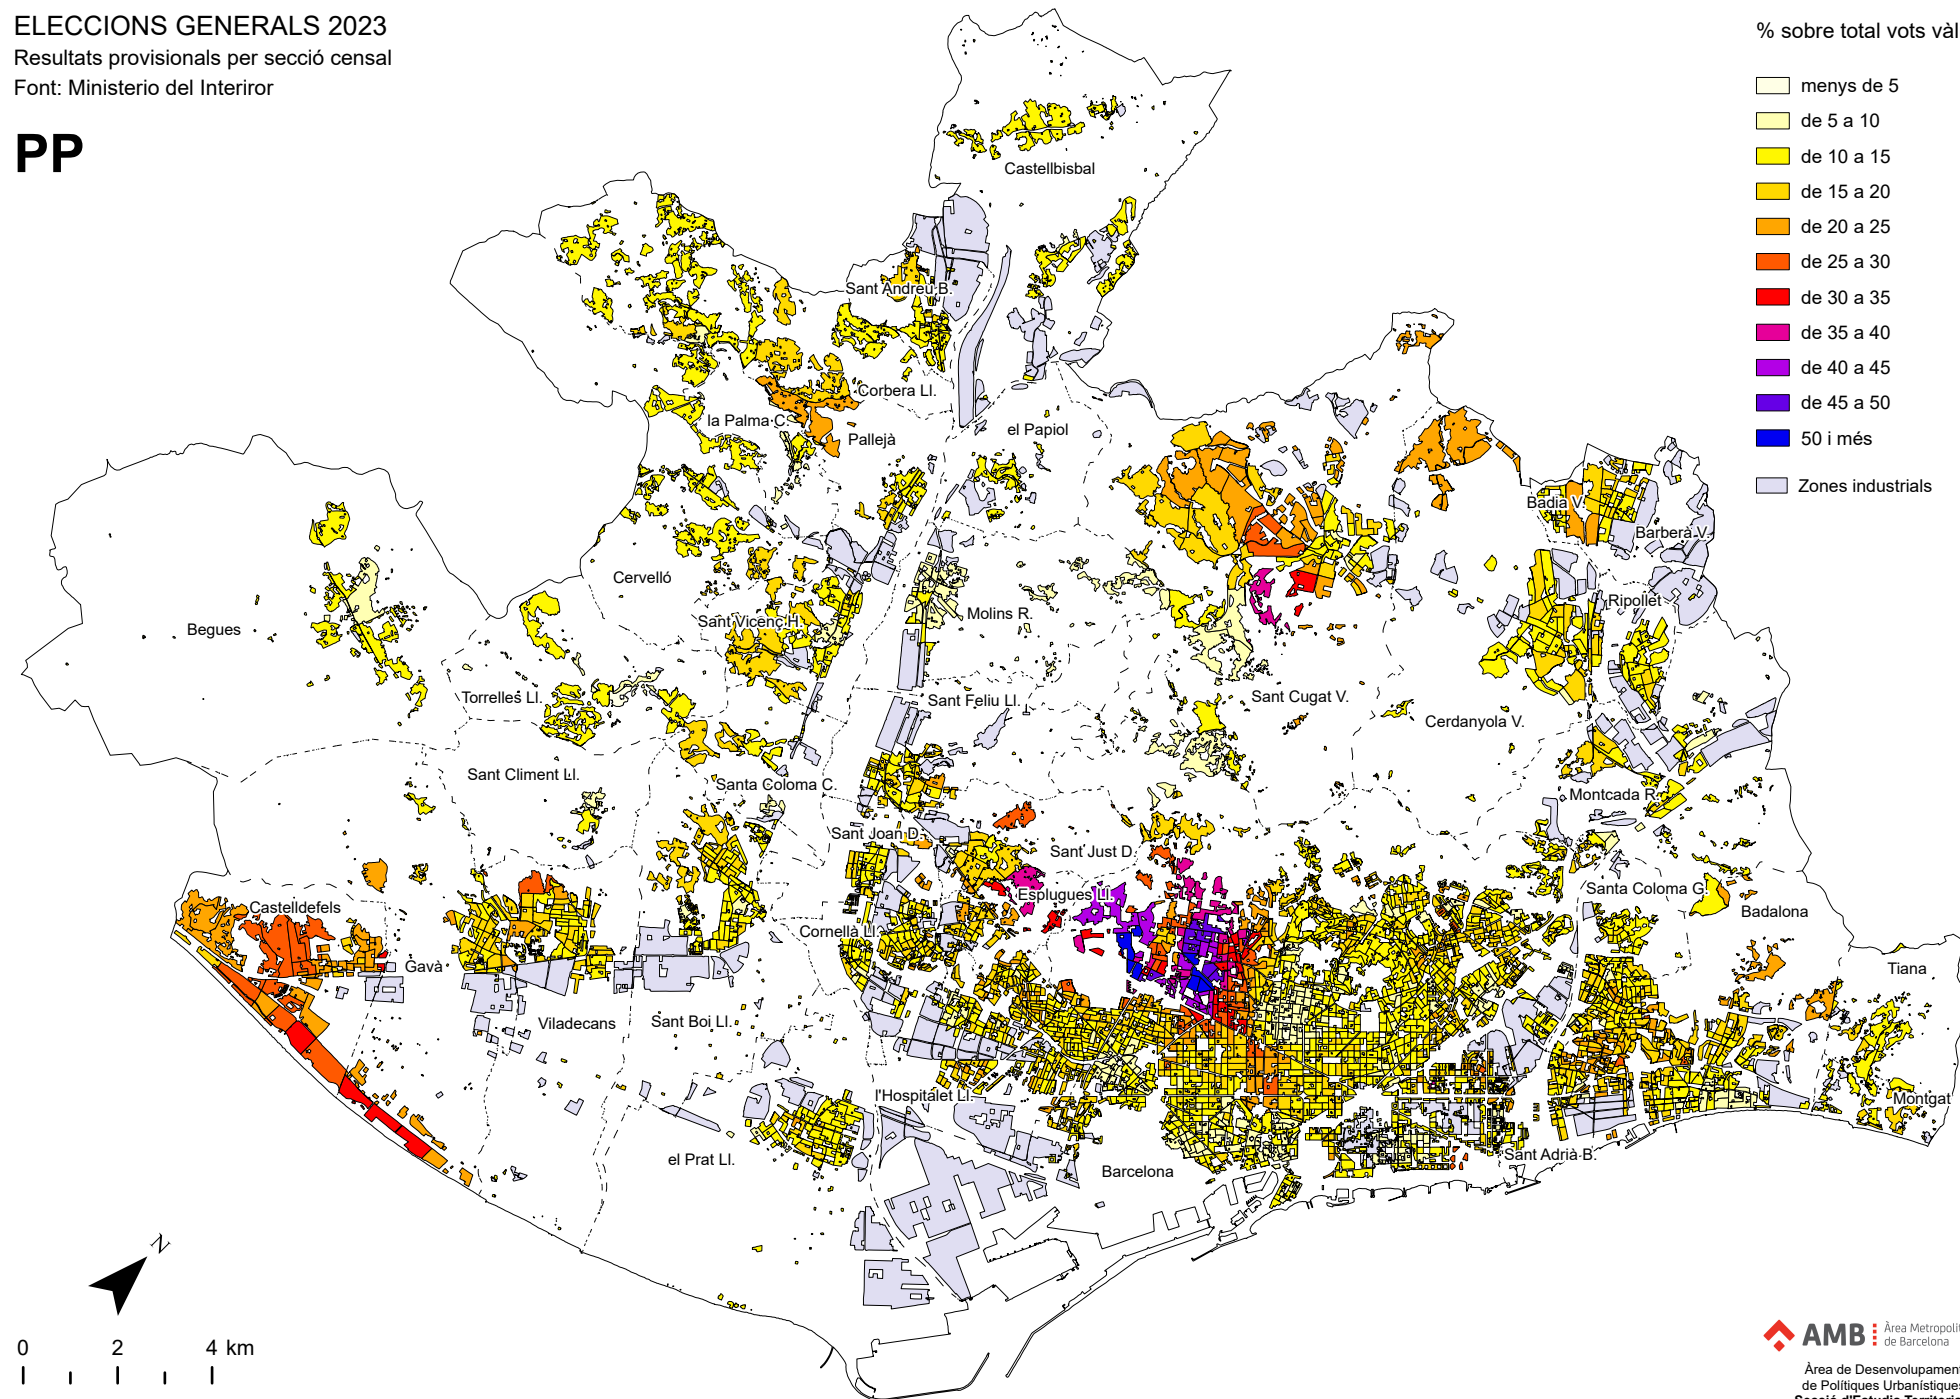 ELECCIONS GENERALS 2023
Resultats provisionals per secció censal
Font: Ministerio del Interiror
PP
% sobre total vots vàl
menys de 5
de 5 a 10
de 10 a 15
de 15 a 20
de 20 a 25
de 25 a 30
de 30 a 35
de 35 a 40
de 40 a 45
de 45 a 50
50 i més
Zones industrials
Castellbisbal
Sant Andreu B.
Corbera Ll.
la Palma C.
Pallejà
el Papiol
Badia V.
Barberà V.
Cervelló
Begues
Sant Vicenç H.
Molins R.
Ripollet
Torrelles Ll.
Sant Feliu Ll.
Sant Cugat V.
Cerdanyola V.
Sant Climent Ll.
Santa Coloma C.
Montcada R.
Sant Joan D.
Sant Just D.
Esplugues Ll.
Santa Coloma G.
Castelldefels
Badalona
Cornellà Ll.
Gavà
Tiana
Viladecans
Sant Boi Ll.
l'Hospitalet Ll.
Montgat
el Prat Ll.
Barcelona
Sant Adrià B.
N
0 2 4 km
AMB
Àrea Metropolit
de Barcelona
Àrea de Desenvolupament
de Polítiques Urbanístiques
Secció d'Estudis Territorial